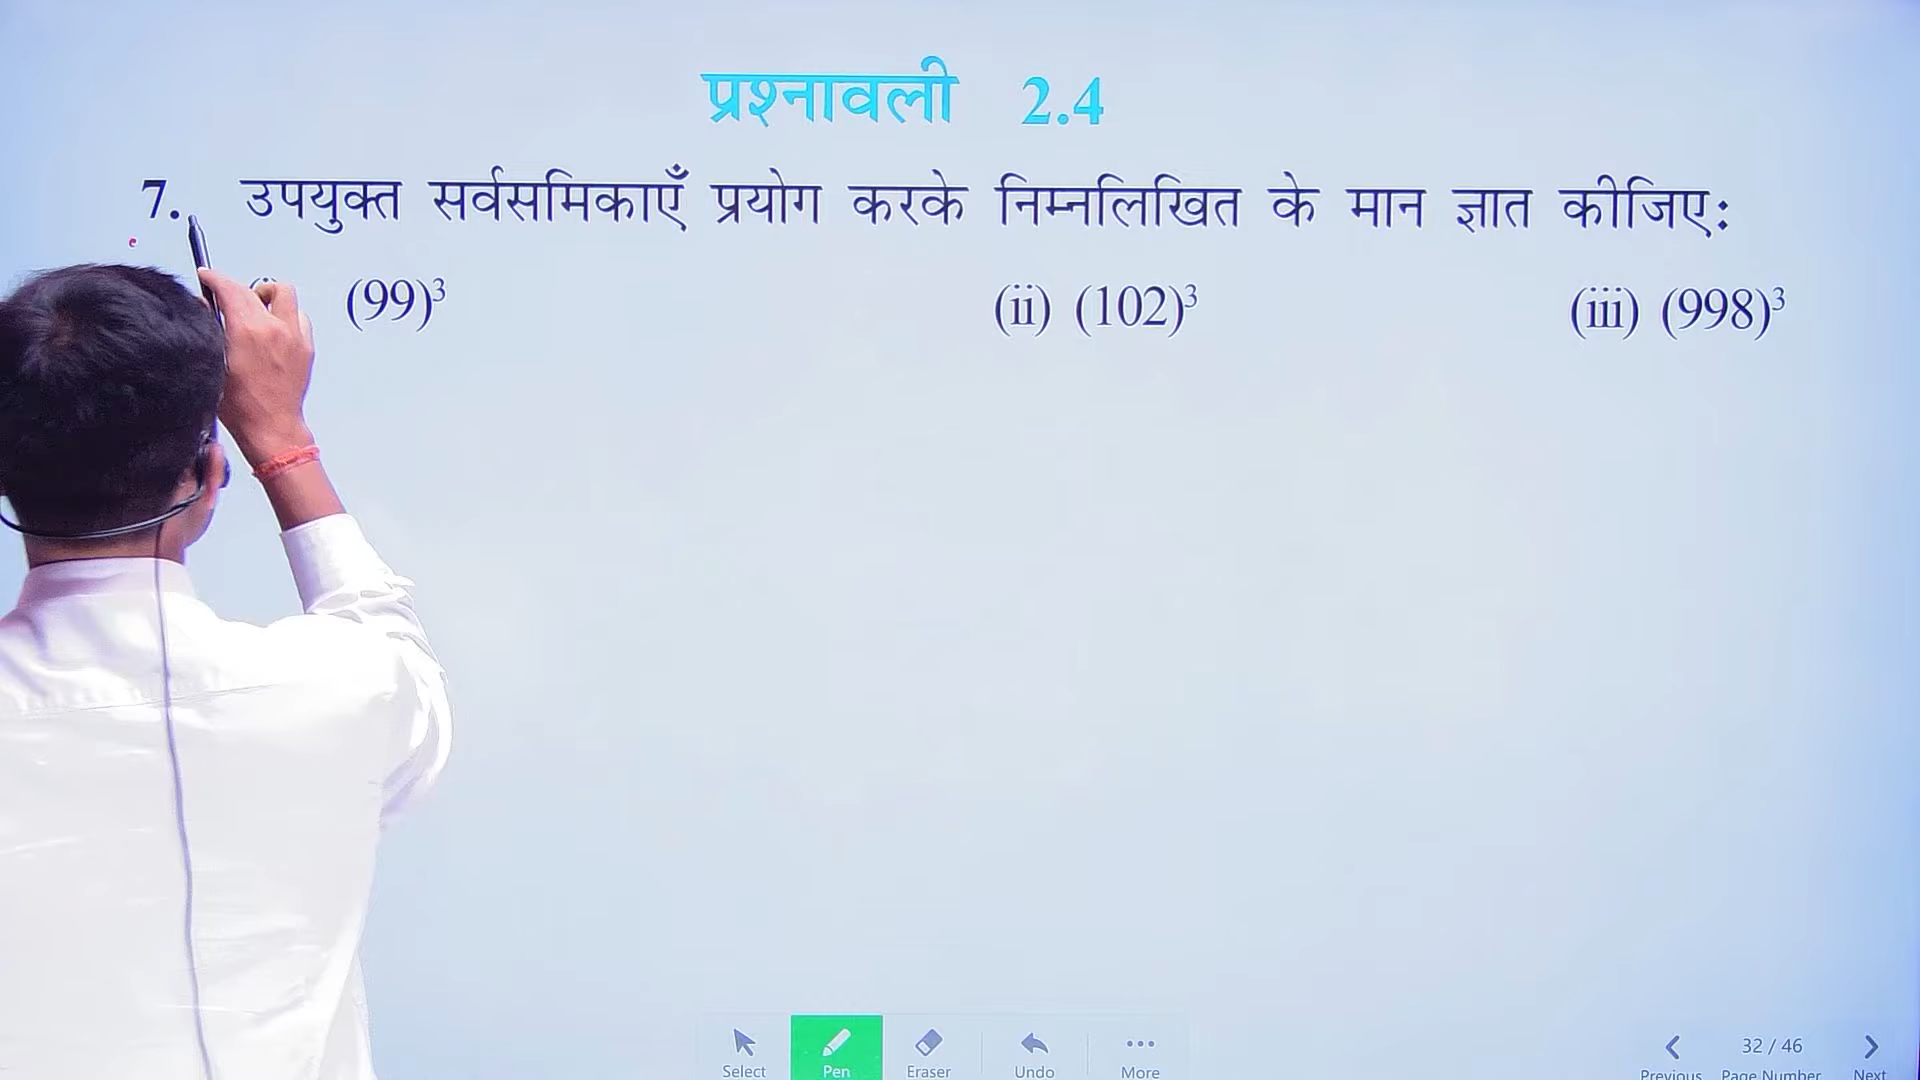 प्रश्नावली 2.4
7. उपयुक्त सर्वसमिकाएँ प्रयोग करके निम्नलिखित के मान ज्ञात कीजिए:
(99)³ (ii) (102)³ (iii) (998)³
Select Pen Eraser Undo More Previous 32 / 46 Page Number Next